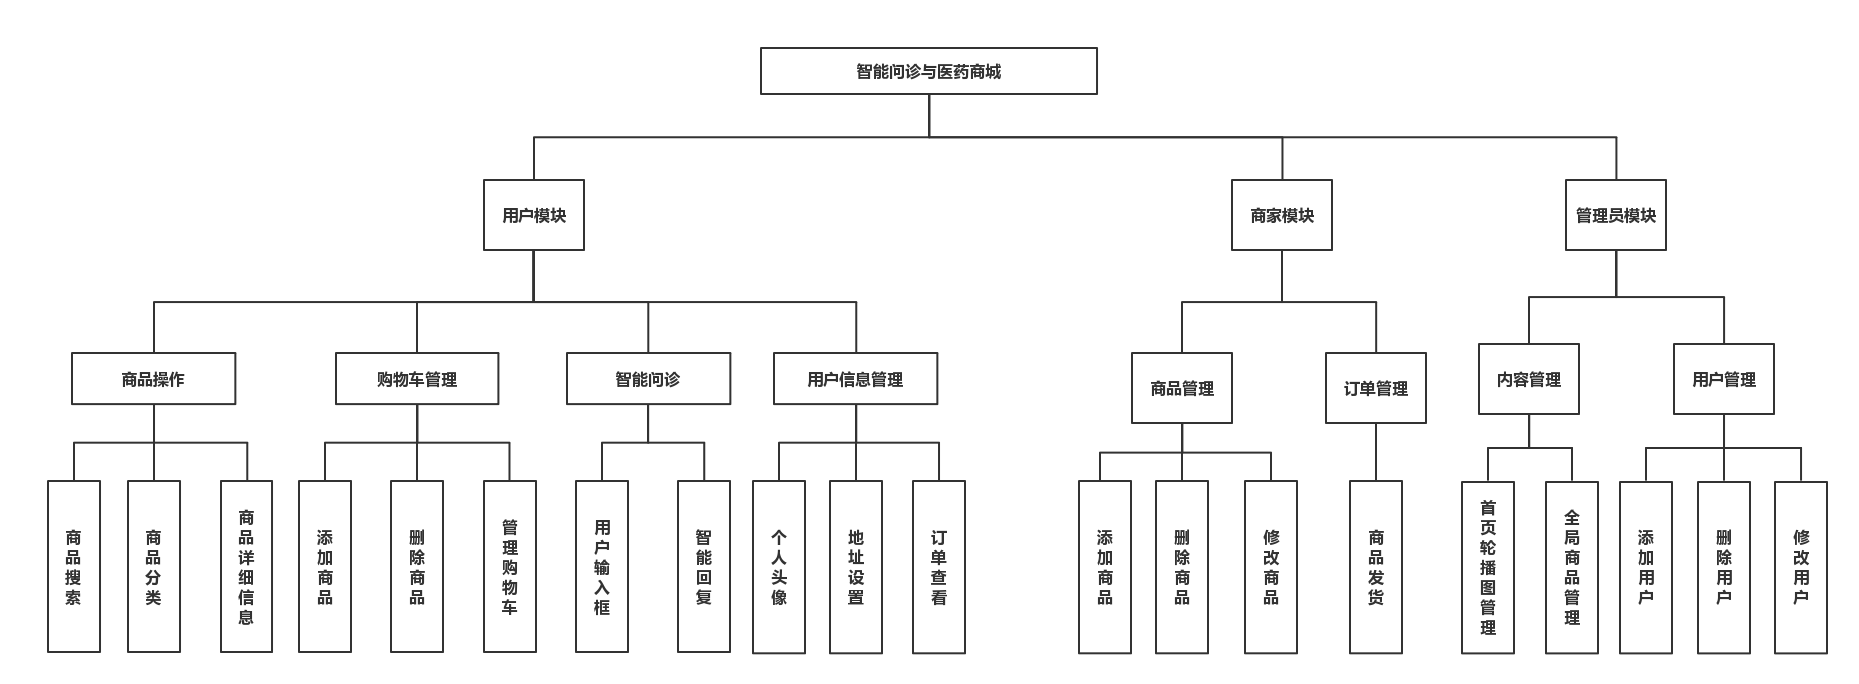 智能问诊与医药商城
用户模块
商家模块
管理员模块
商品操作
购物车管理
智能问诊
用户信息管理
商品管理
订单管理
内容管理
用户管理
商品搜索
商品分类
商品详细信息
添加商品
删除商品
管理购物车
用户输入框
智能回复
个人头像
地址设置
订单查看
添加商品
删除商品
修改商品
商品发货
首页轮播图管理
全局商品管理
添加用户
删除用户
修改用户